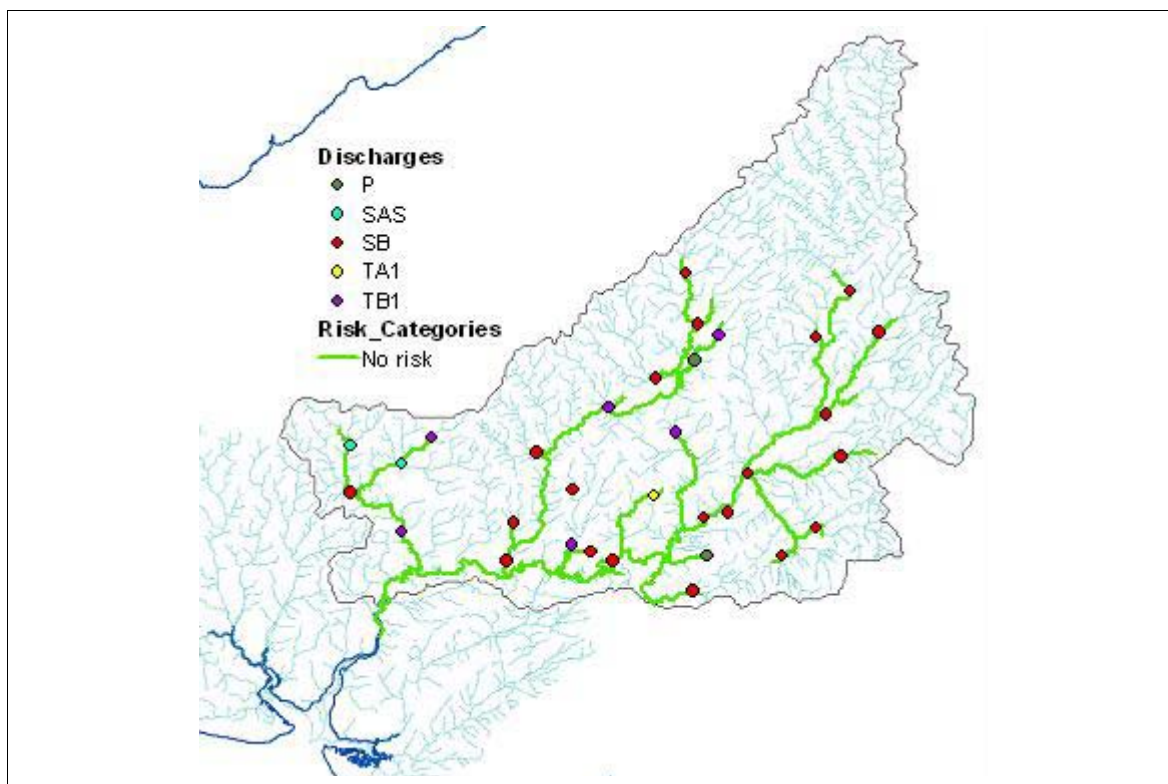 Discharges
P
SAS
SB
TA1
TB1
Risk_Categories
No risk